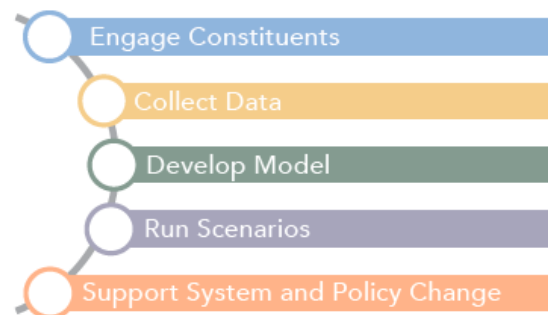 Engage Constituents
Collect Data
Develop Model
Run Scenarios
Support System and Policy Change